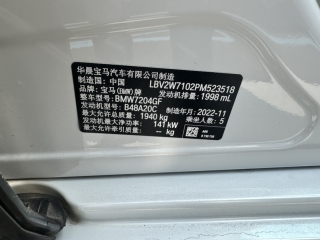 华晨宝马汽车有限公司制造
制造国: 中国 LBV2W7102PM523518
品牌: 宝马(BMW)牌 发动机排量: 1998 mL
整车型号: BMW7204GF
发动机型号: B48A20C 制造年月: 2022-11
最大允许总质量: 1940 kg 乘坐人数: 5
发动机最大净功率: 141 kW
最大允许牵引质量: -- kg